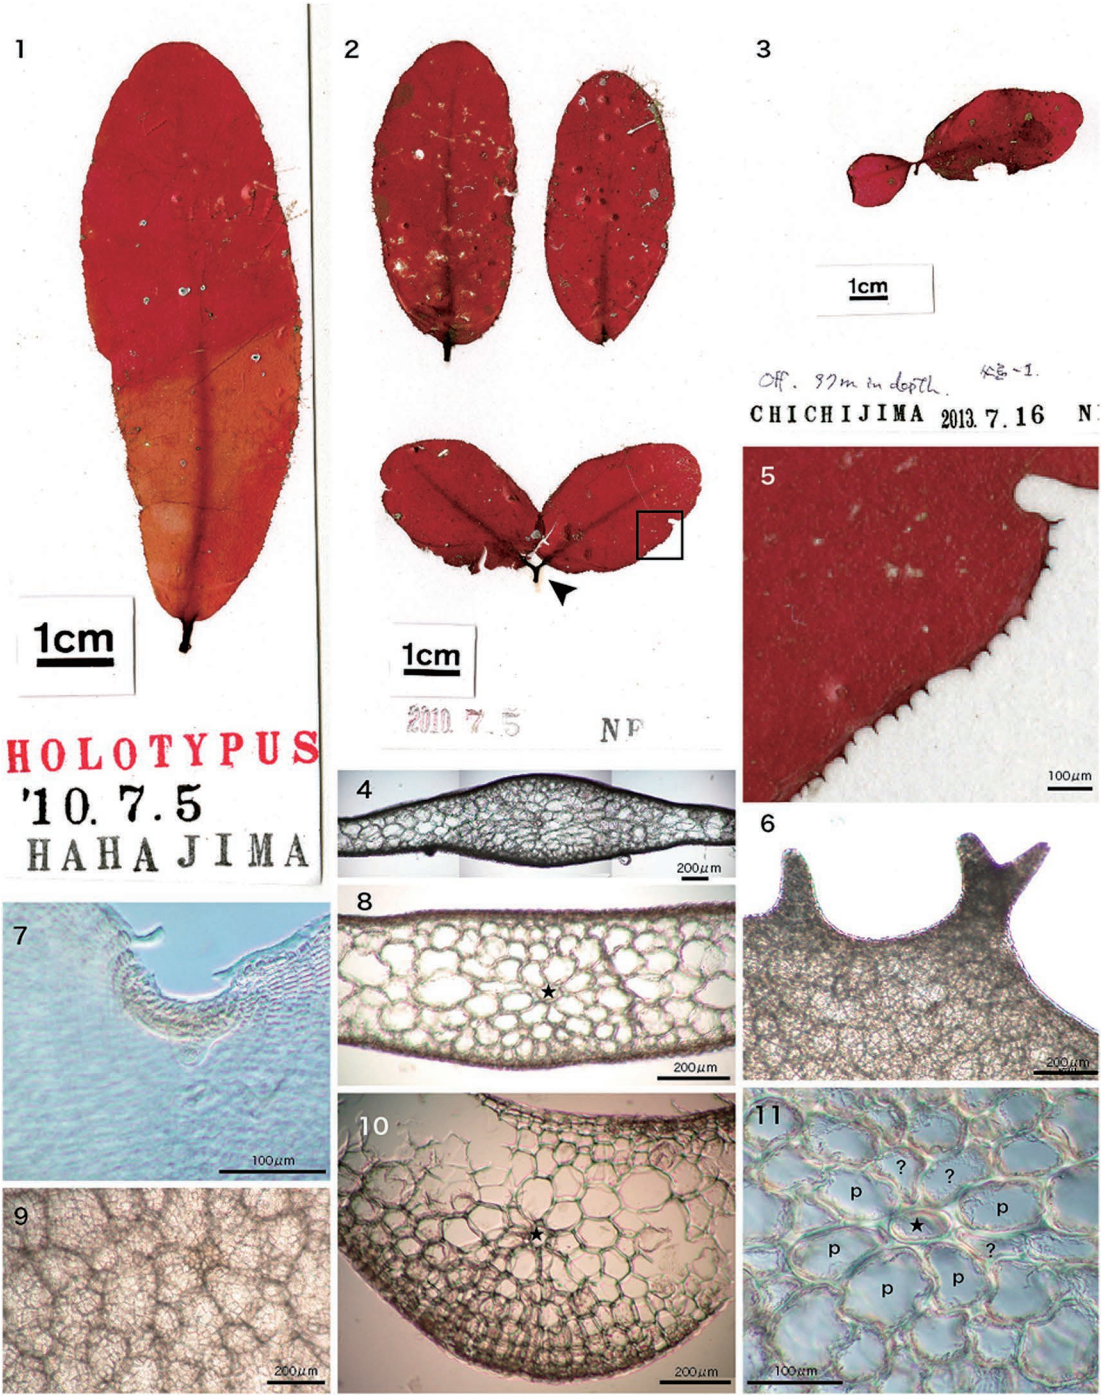 1
1cm
HOLOTYPUS
'10. 7.5
HAHAJIMA
2
1cm
2010. 7.5 NF
3
1cm
Off. 97m in depth. -1.
CHICHIJIMA 2013. 7.16 N
4
200μm
5
100μm
6
200μm
7
100μm
8
200μm
9
200μm
10
200μm
11
? ?
p p
p ?
p p
100μm